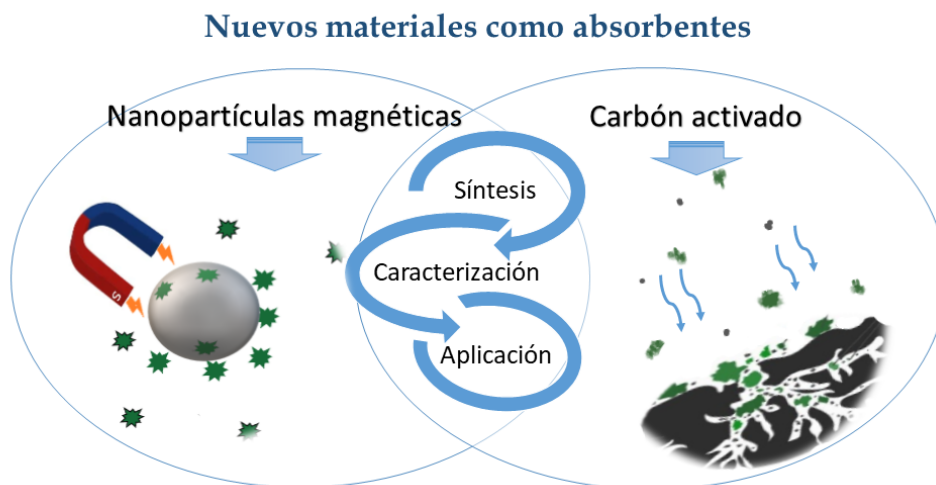 Nuevos materiales como absorbentes
Nanopartículas magnéticas
Carbón activado
Síntesis
Caracterización
Aplicación
S